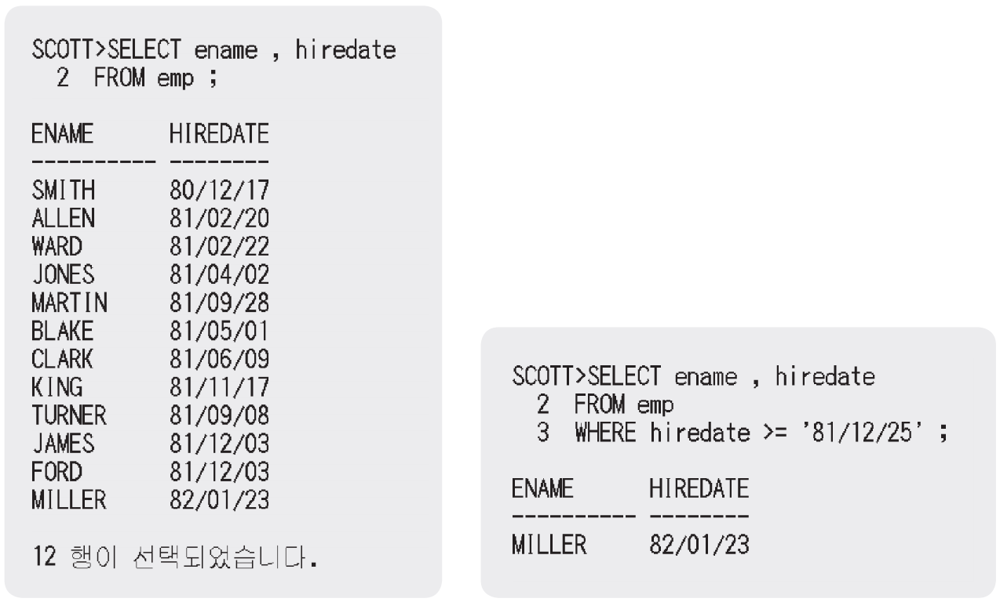 SCOTT>SELECT ename , hiredate
2 FROM emp ;
ENAME HIREDATE
---------- --------
SMITH 80/12/17
ALLEN 81/02/20
WARD 81/02/22
JONES 81/04/02
MARTIN 81/09/28
BLAKE 81/05/01
CLARK 81/06/09
KING 81/11/17
TURNER 81/09/08
JAMES 81/12/03
FORD 81/12/03
MILLER 82/01/23
12 행이 선택되었습니다.
SCOTT>SELECT ename , hiredate
2 FROM emp
3 WHERE hiredate >= '81/12/25' ;
ENAME HIREDATE
---------- --------
MILLER 82/01/23